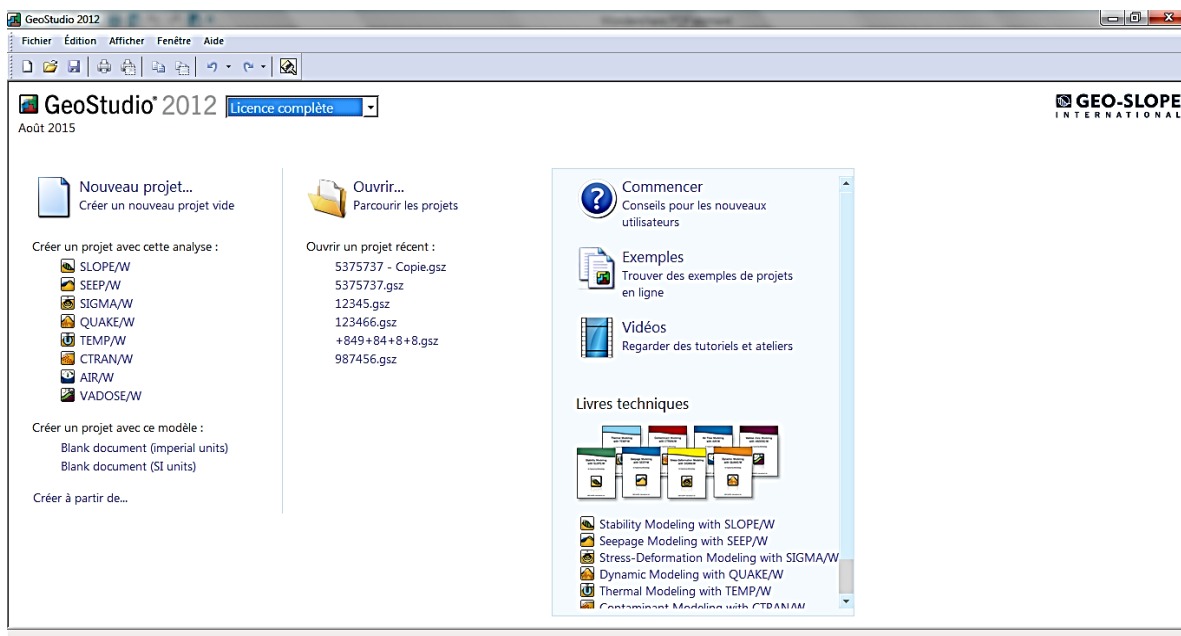 GeoStudio 2012
Fichier Édition Afficher Fenêtre Aide
GeoStudio 2012 Licence complète
Août 2015
GEO-SLOPE
INTERNATIONAL
Nouveau projet...
Créer un nouveau projet vide
Créer un projet avec cette analyse :
SLOPE/W
SEEP/W
SIGMA/W
QUAKE/W
TEMP/W
CTRAN/W
AIR/W
VADOSE/W
Créer un projet avec ce modèle :
Blank document (imperial units)
Blank document (SI units)
Créer à partir de...
Ouvrir...
Parcourir les projets
Ouvrir un projet récent :
5375737 - Copie.gsz
5375737.gsz
12345.gsz
123466.gsz
+849+84+8+8.gsz
987456.gsz
Commencer
Conseils pour les nouveaux
utilisateurs
Exemples
Trouver des exemples de projets
en ligne
Vidéos
Regarder des tutoriels et ateliers
Livres techniques
Stability Modeling with SLOPE/W
Seepage Modeling with SEEP/W
Stress-Deformation Modeling with SIGMA/W
Dynamic Modeling with QUAKE/W
Thermal Modeling with TEMP/W
Contaminant Modeling with CTRAN/W